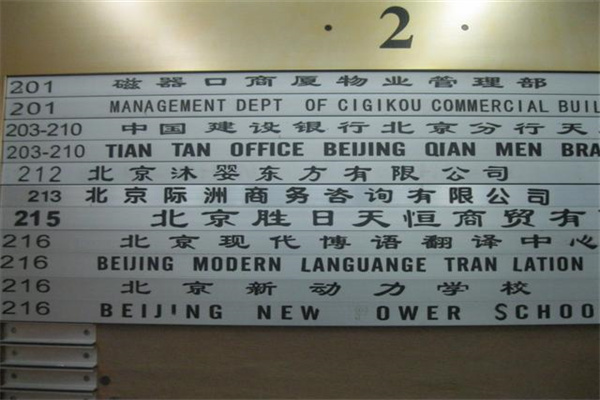 2
201 磁器口商厦物业管理部
201 MANAGEMENT DEPT OF CIGIKOU COMMERCIAL BUIL
203-210 中国建设银行北京分行天
203-210 TIAN TAN OFFICE BEIJING QIAN MEN BRA
212 北京沐婴东方有限公司
213 北京际洲商务咨询有限公司
215 北京胜日天恒商贸有
216 北京现代博语翻译中心
216 BEIJING MODERN LANGUANGE TRAN LATION
216 北京新动力学校
216 BEIJING NEW POWER SCHOO